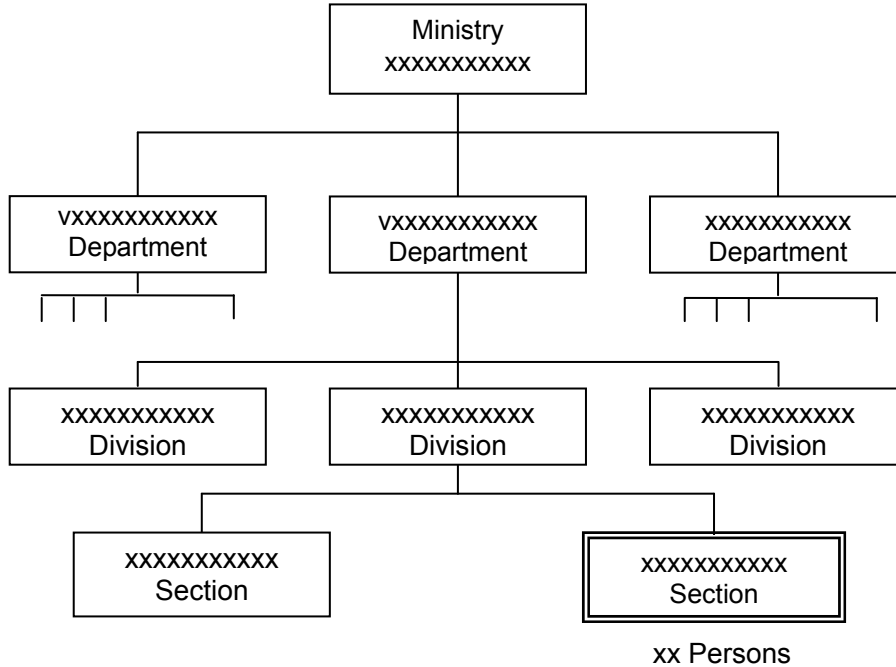 Ministry
xxxxxxxxxxx
vxxxxxxxxxxx
Department
vxxxxxxxxxxx
Department
xxxxxxxxxxx
Department
xxxxxxxxxxx
Division
xxxxxxxxxxx
Division
xxxxxxxxxxx
Division
xxxxxxxxxxx
Section
xxxxxxxxxxx
Section
xx Persons